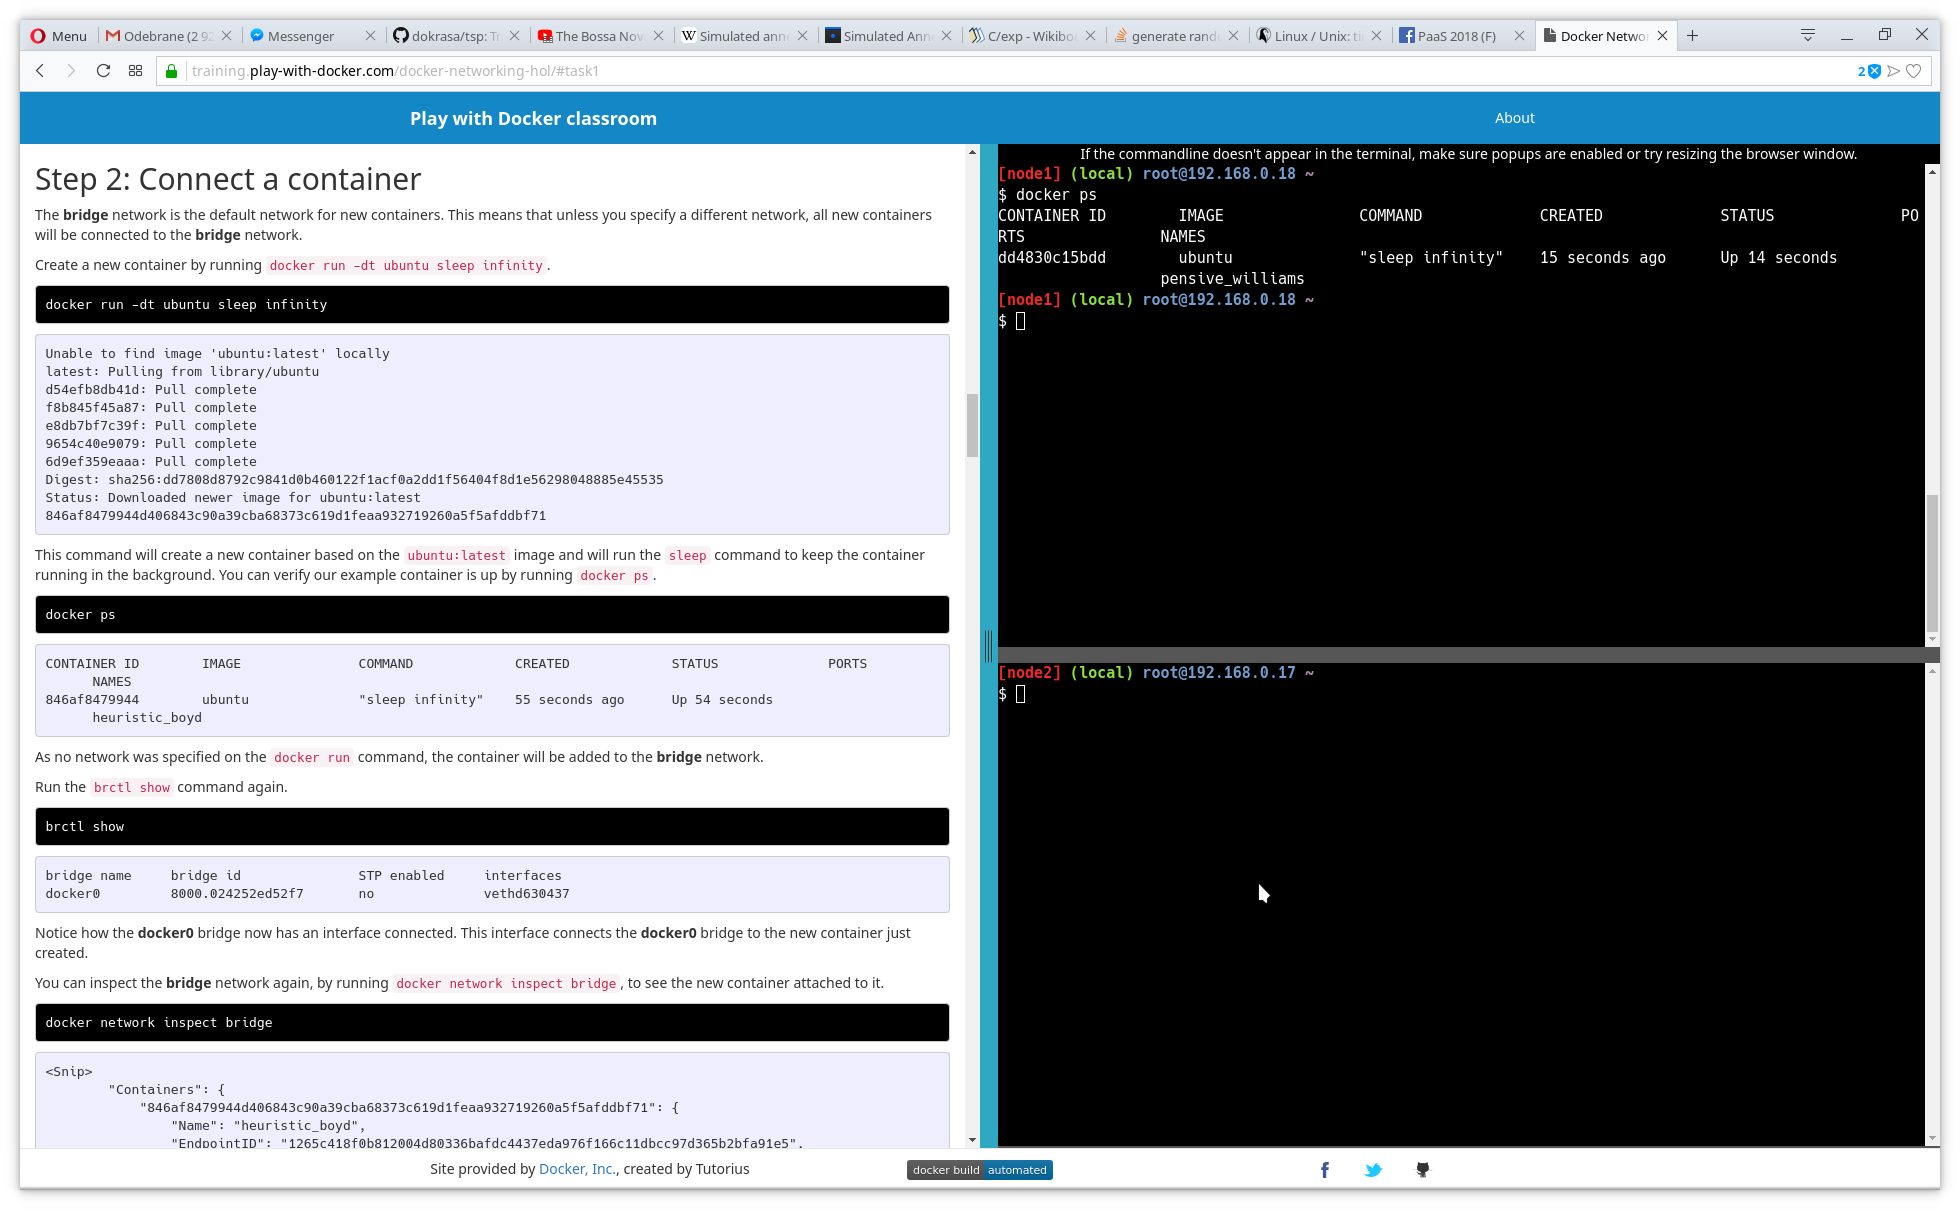 Menu
Odebrane (2 92
Messenger
dokrasa/tsp: Tr
The Bossa Nov
Simulated anne
Simulated Anne
C/exp - Wikiboo
generate rando
Linux / Unix: ti
PaaS 2018 (F)
Docker Networ
training.play-with-docker.com/docker-networking-hol/#task1
2
Play with Docker classroom
About
Step 2: Connect a container
The bridge network is the default network for new containers. This means that unless you specify a different network, all new containers
will be connected to the bridge network.
Create a new container by running docker run -dt ubuntu sleep infinity.
docker run -dt ubuntu sleep infinity
Unable to find image 'ubuntu:latest' locally
latest: Pulling from library/ubuntu
d54efb8db41d: Pull complete
f8b845f45a87: Pull complete
e8db7bf7c39f: Pull complete
9654c40e9079: Pull complete
6d9ef359eaaa: Pull complete
Digest: sha256:dd7808d8792c9841d0b460122f1acf0a2dd1f56404f8d1e56298048885e45535
Status: Downloaded newer image for ubuntu:latest
846af8479944d406843c90a39cba68373c619d1feaa932719260a5f5afddbf71
This command will create a new container based on the ubuntu:latest image and will run the sleep command to keep the container
running in the background. You can verify our example container is up by running docker ps.
docker ps
CONTAINER ID        IMAGE               COMMAND             CREATED             STATUS              PORTS
      NAMES
846af8479944        ubuntu              "sleep infinity"    55 seconds ago      Up 54 seconds
      heuristic_boyd
As no network was specified on the docker run command, the container will be added to the bridge network.
Run the brctl show command again.
brctl show
bridge name     bridge id               STP enabled     interfaces
docker0         8000.024252ed52f7       no              vethd630437
Notice how the docker0 bridge now has an interface connected. This interface connects the docker0 bridge to the new container just
created.
You can inspect the bridge network again, by running docker network inspect bridge, to see the new container attached to it.
docker network inspect bridge
<Snip>
        "Containers": {
            "846af8479944d406843c90a39cba68373c619d1feaa932719260a5f5afddbf71": {
                "Name": "heuristic_boyd",
                "EndpointID": "1265c418f0b812004d80336bafdc4437eda976f166c11dbcc97d365b2bfa91e5",
If the commandline doesn't appear in the terminal, make sure popups are enabled or try resizing the browser window.
[node1] (local) root@192.168.0.18 ~
$ docker ps
CONTAINER ID        IMAGE               COMMAND             CREATED             STATUS              PO
RTS               NAMES
dd4830c15bdd        ubuntu              "sleep infinity"    15 seconds ago      Up 14 seconds
                  pensive_williams
[node1] (local) root@192.168.0.18 ~
$
[node2] (local) root@192.168.0.17 ~
$
Site provided by Docker, Inc., created by Tutorius
docker build automated